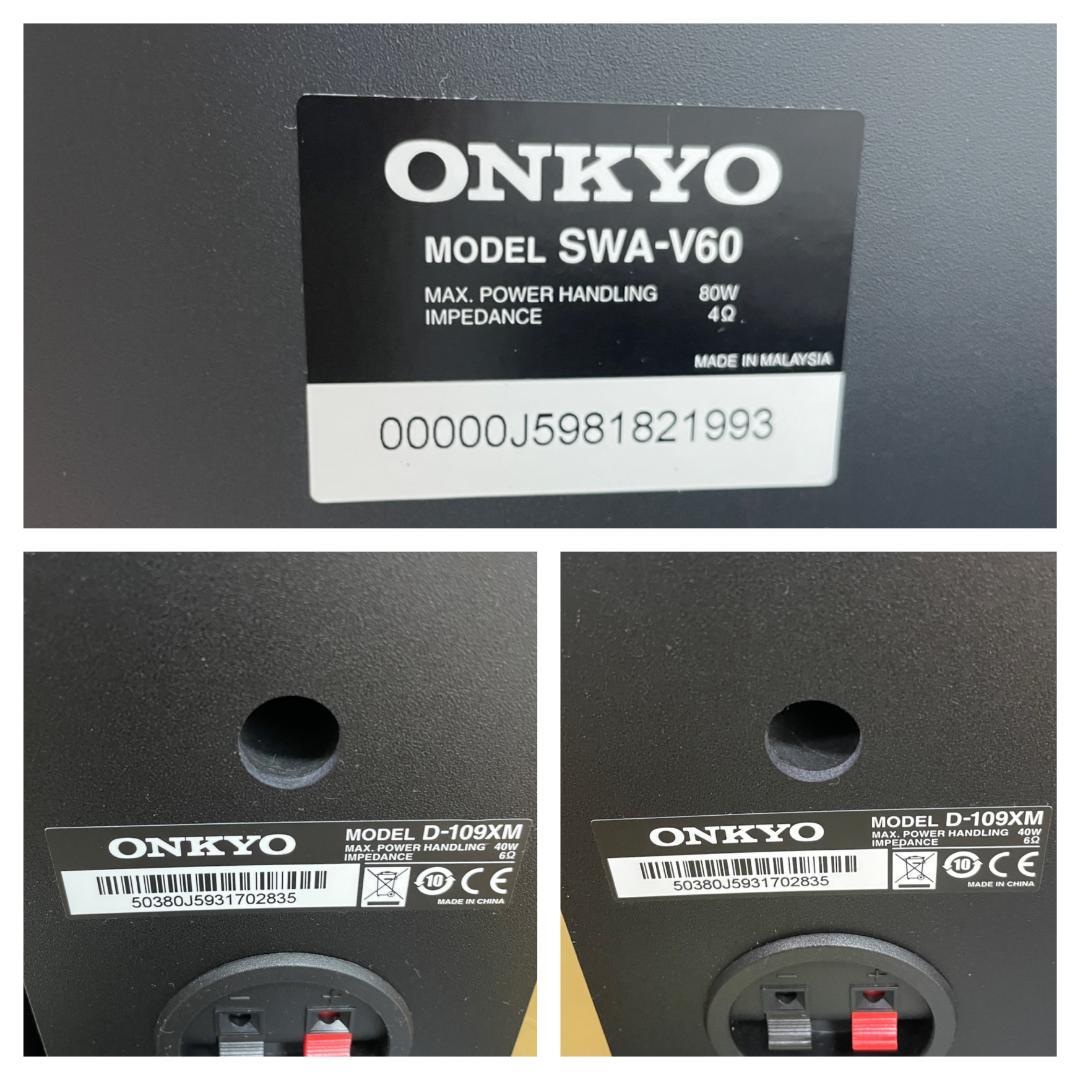 ONKYO
MODEL SWA-V60
MAX. POWER HANDLING 80W
IMPEDANCE 4Ω
MADE IN MALAYSIA
00000J5981821993
ONKYO
MODEL D-109XM
MAX. POWER HANDLING 40W
IMPEDANCE 6Ω
50380J5931702835
10
CE
MADE IN CHINA
- +
ONKYO
MODEL D-109XM
MAX. POWER HANDLING 40W
IMPEDANCE 6Ω
50380J5931702835
10
CE
MADE IN CHINA
- +